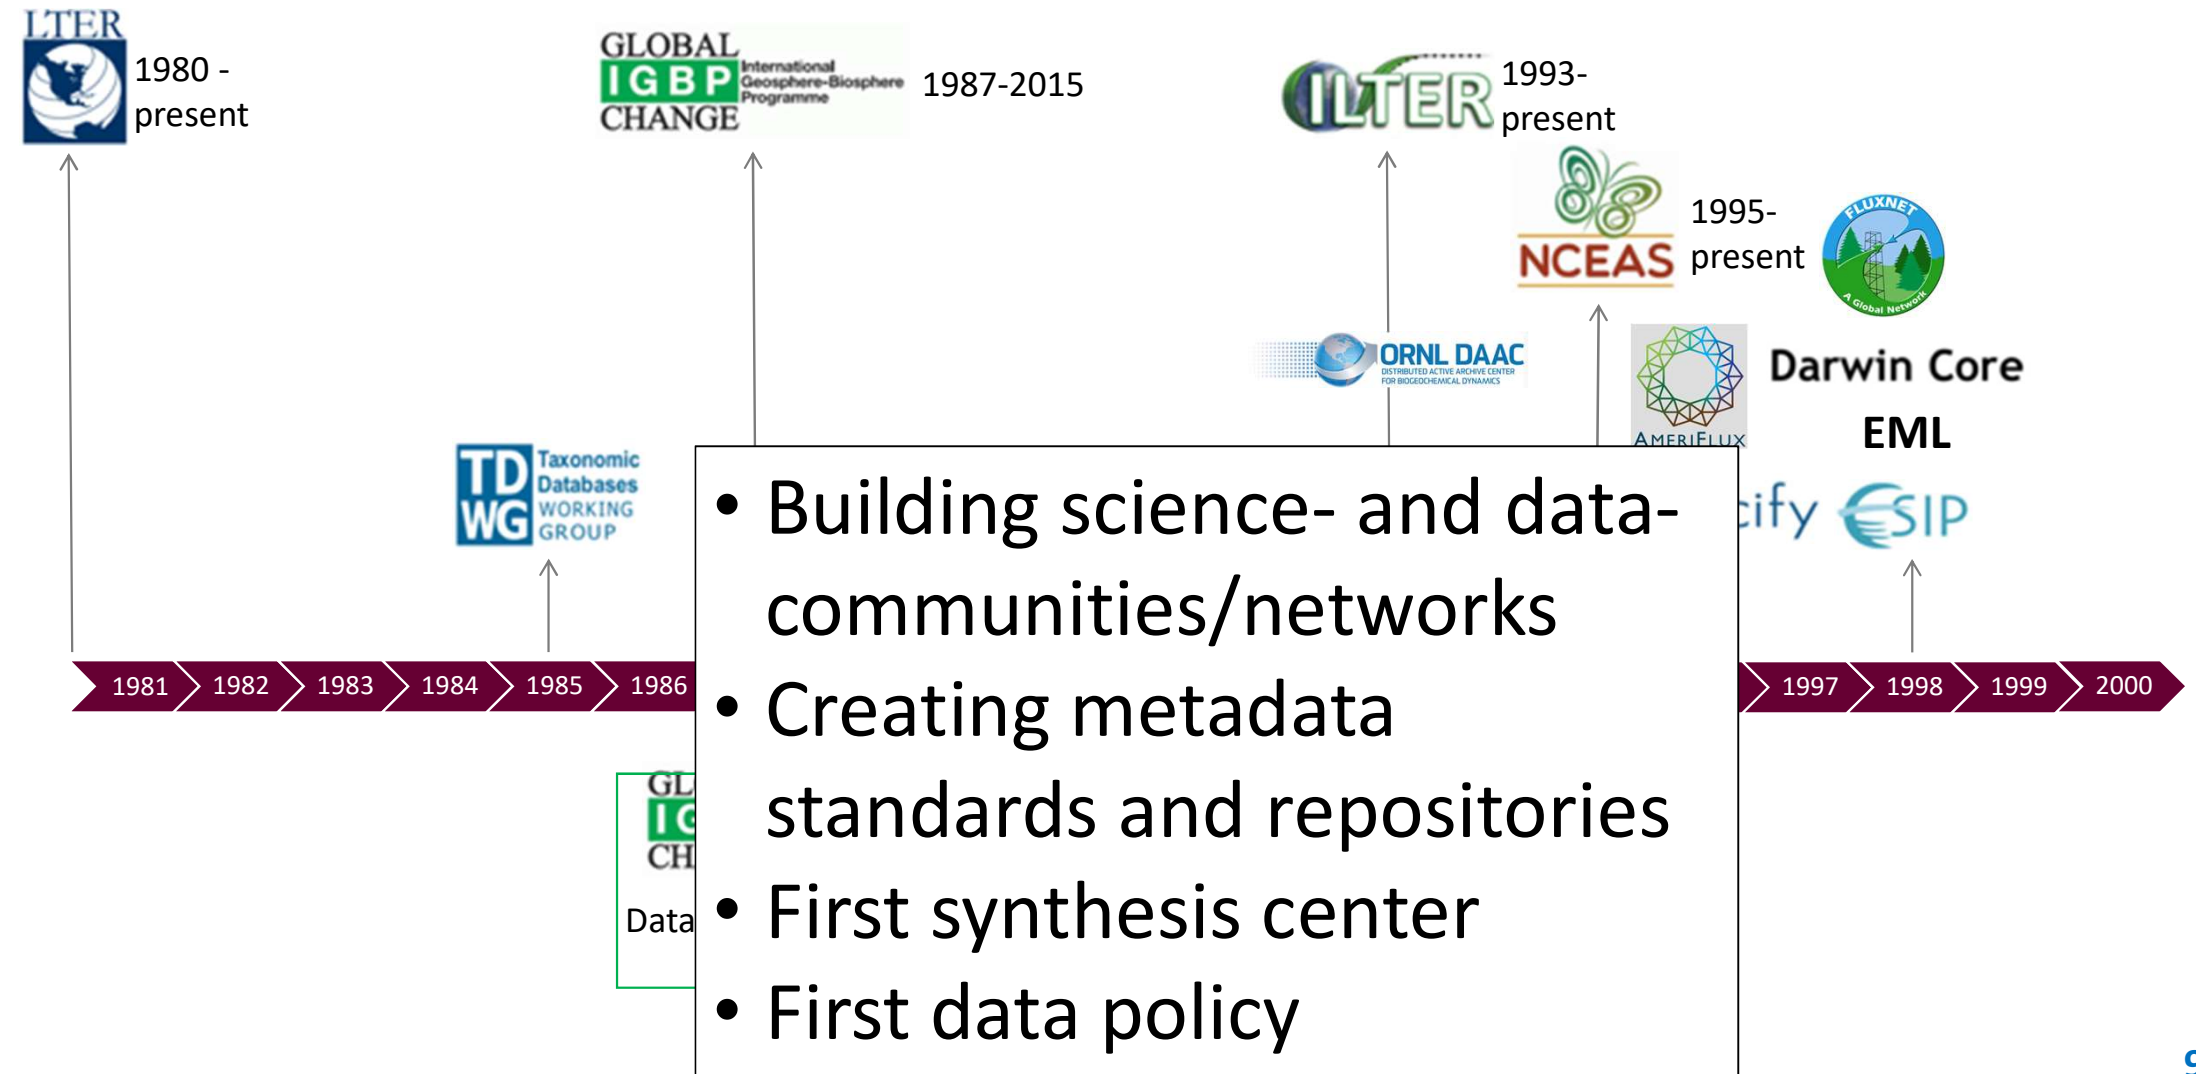 LTER
1980 -
present
GLOBAL
IGBP
CHANGE
International
Geosphere-Biosphere
Programme
1987-2015
ILTER
1993-
present
NCEAS
1995-
present
FLUXNET
A Global Network
ORNL DAAC
DISTRIBUTED ACTIVE ARCHIVE CENTER
FOR BIOGEOCHEMICAL DYNAMICS
AMERIFLUX
Darwin Core
EML
TD
WG
Taxonomic
Databases
WORKING
GROUP
cify
ESIP
• Building science- and data-
communities/networks
• Creating metadata
standards and repositories
• First synthesis center
• First data policy
1981 1982 1983 1984 1985 1986 1997 1998 1999 2000
GL
IG
CH
Data